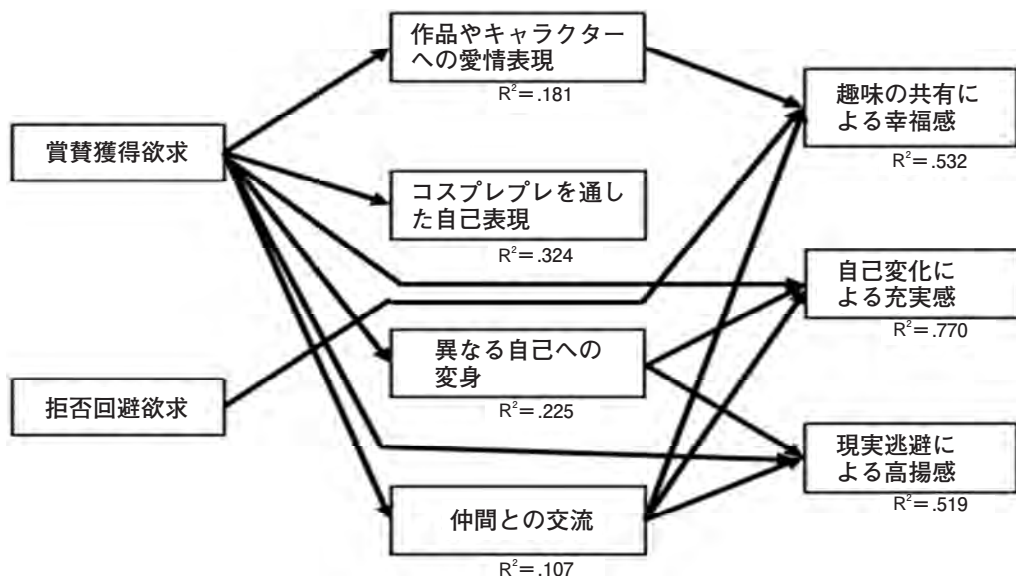 賞賛獲得欲求
拒否回避欲求
作品やキャラクター
への愛情表現
R²=.181
コスプレプレを通し
た自己表現
R²=.324
異なる自己への
変身
R²=.225
仲間との交流
R²=.107
趣味の共有に
よる幸福感
R²=.532
自己変化に
よる充実感
R²=.770
現実逃避に
よる高揚感
R²=.519